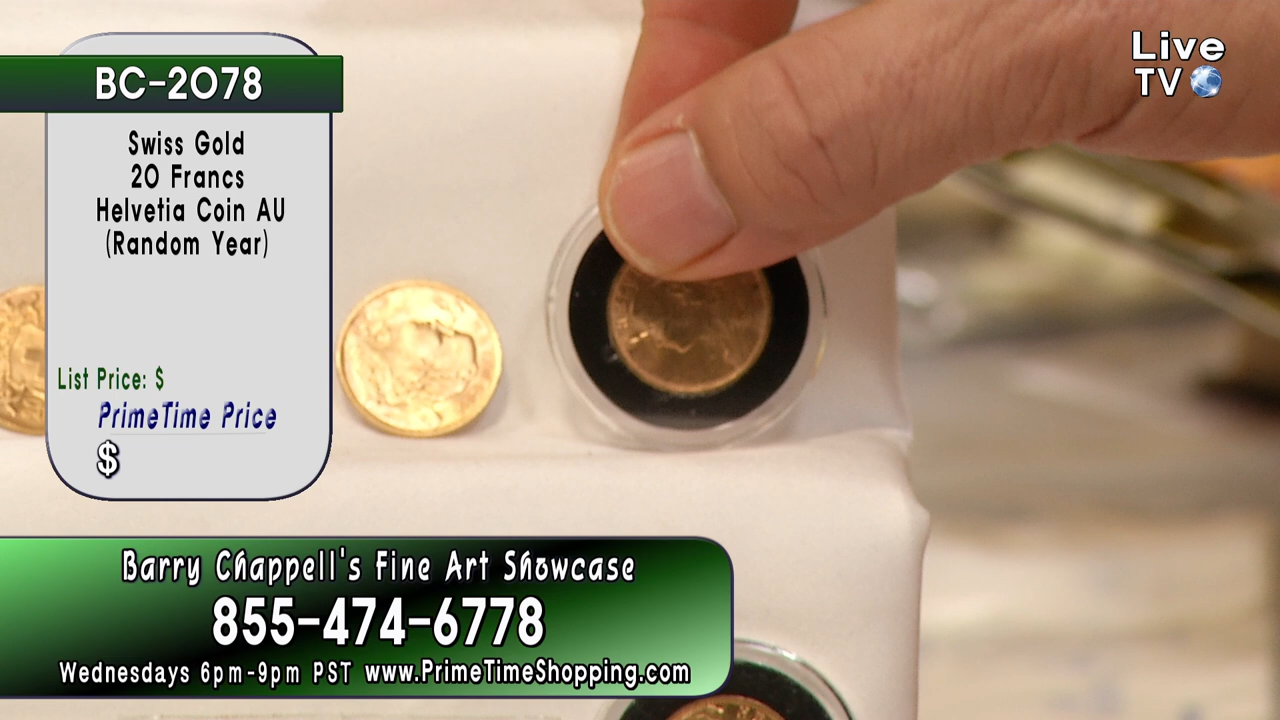 BC-2078
Swiss Gold
20 Francs
Helvetia Coin AU
(Random Year)
List Price: $
PrimeTime Price
$
Live
TV
Barry Chappell's Fine Art Showcase
855-474-6778
Wednesdays 6pm-9pm PST www.PrimeTimeShopping.com